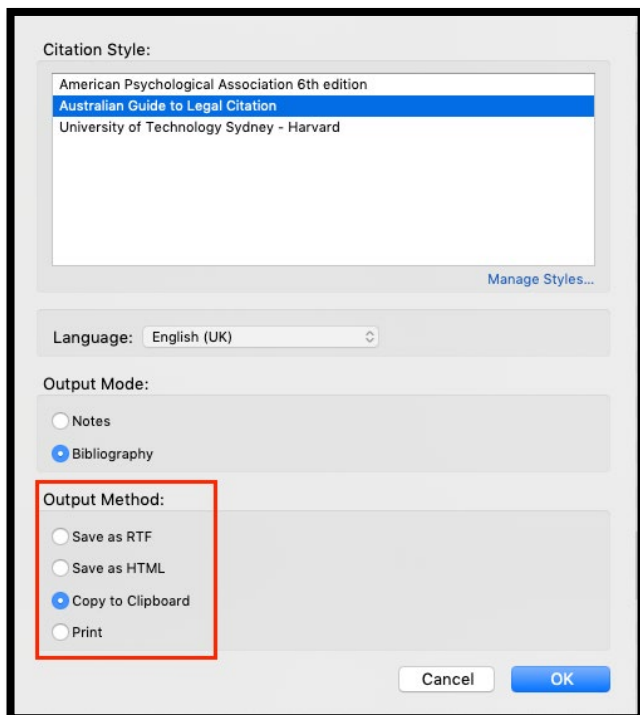 Citation Style:
American Psychological Association 6th edition
Australian Guide to Legal Citation
University of Technology Sydney - Harvard
Manage Styles...
Language: English (UK)
Output Mode:
Notes
Bibliography
Output Method:
Save as RTF
Save as HTML
Copy to Clipboard
Print
Cancel OK